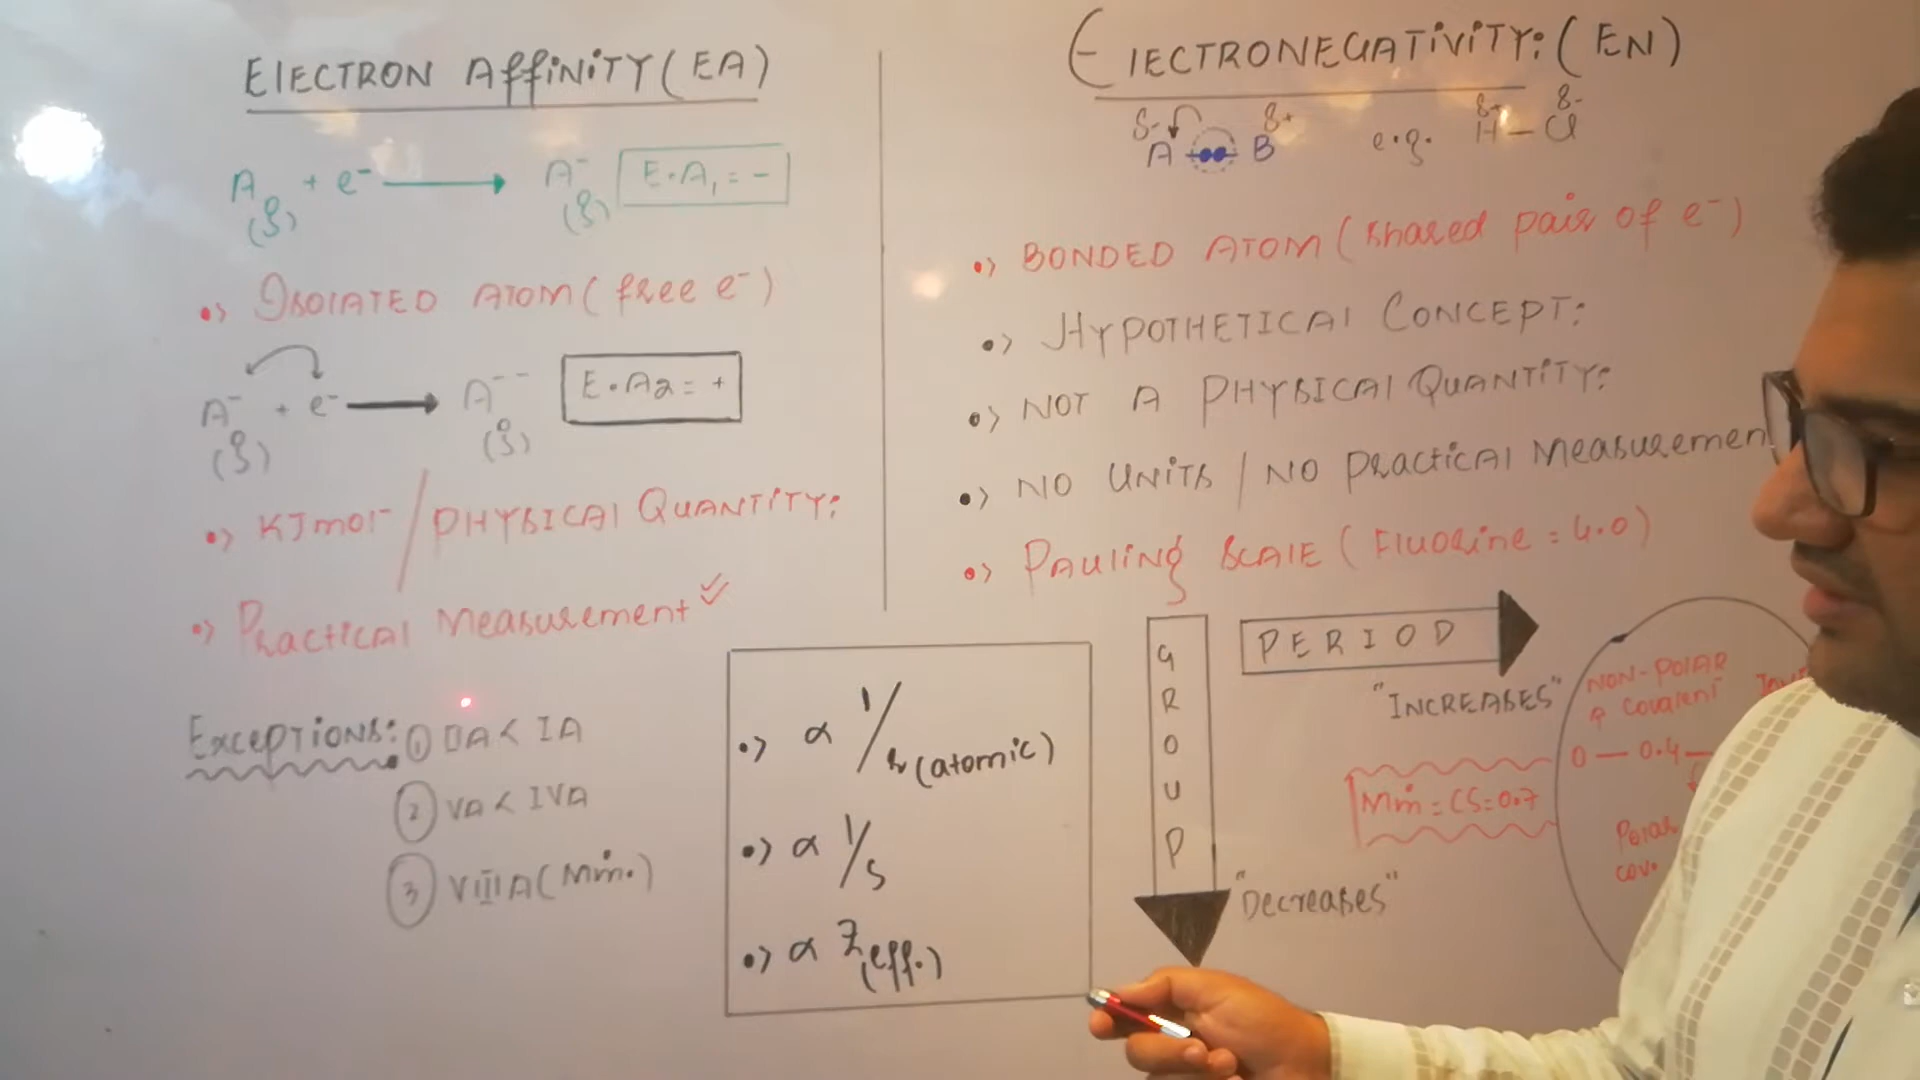 ElECTRON AffiNiTY (EA)
A(g) + e⁻ → A⁻(g) E.A₁ = -
•> ISOlATED ATOM (free e⁻)
A⁻(g) + e⁻ → A⁻⁻(g) E.A2 = +
•> KJmol⁻ / PHYSICAl QUANTiTY:
•> PRACTICAl Measurement
EXCEPTIONS: ① IIA < IA
② VA < IVA
③ VIIIA (Min.)
•> α 1/r (atomic)
•> α 1/S
•> α Z(eff.)
ElECTRONEGATiViTY: (EN)
δ- δ+
A B e.g. H - Cl
δ+ δ-
•> BONDED ATOM (shared pair of e⁻)
•> HYPOTHETICAl CONCEPT:
•> NOT A PHYSICAl QUANTiTY:
•> NO UNiTS / NO PRACTICAl Measuremen
•> PAUling SCAlE (Fluorine = 4.0)
GROUP
PERIOD
"INCREASES"
"DECREASES"
Min = CS = 0.7
NON-POlAR
Covalent
0 — 0.4 —
Polar
cov.